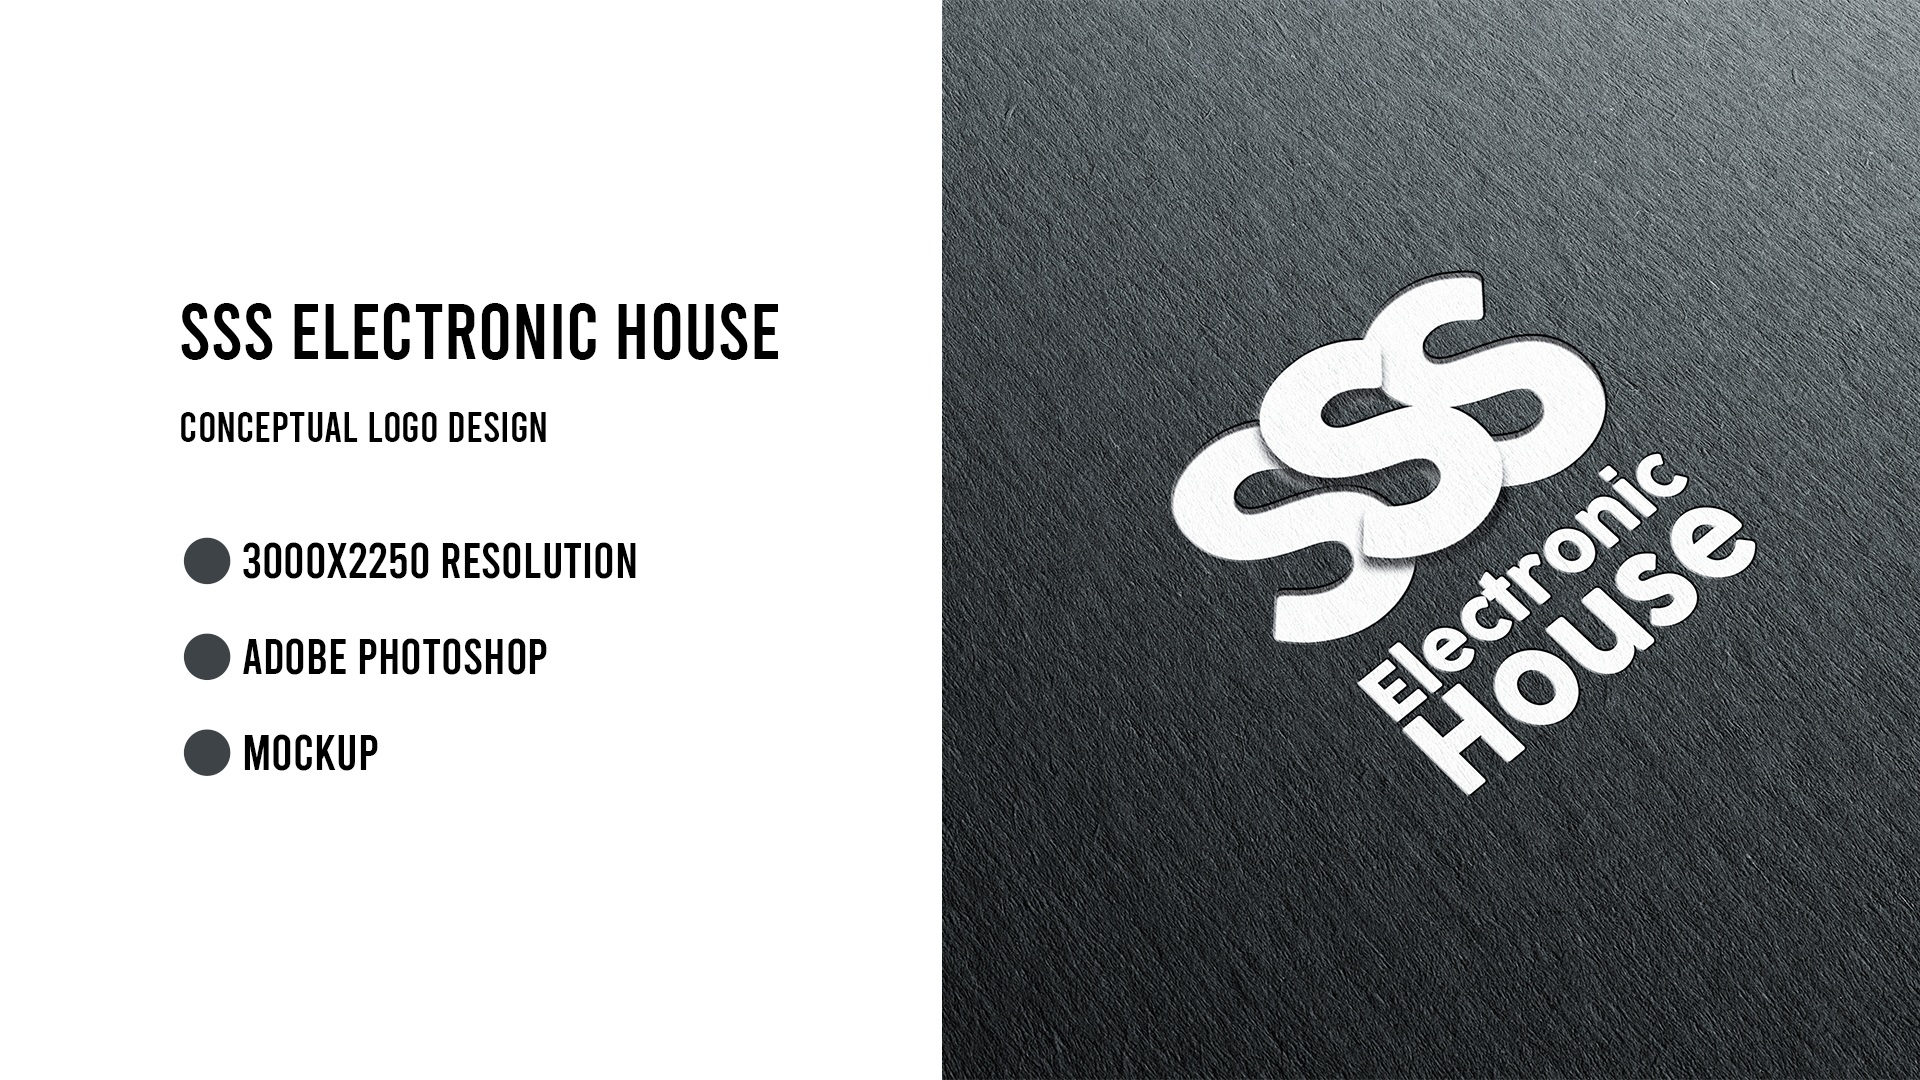 SSS ELECTRONIC HOUSE
CONCEPTUAL LOGO DESIGN
3000X2250 RESOLUTION
ADOBE PHOTOSHOP
MOCKUP
SSS
Electronic
House